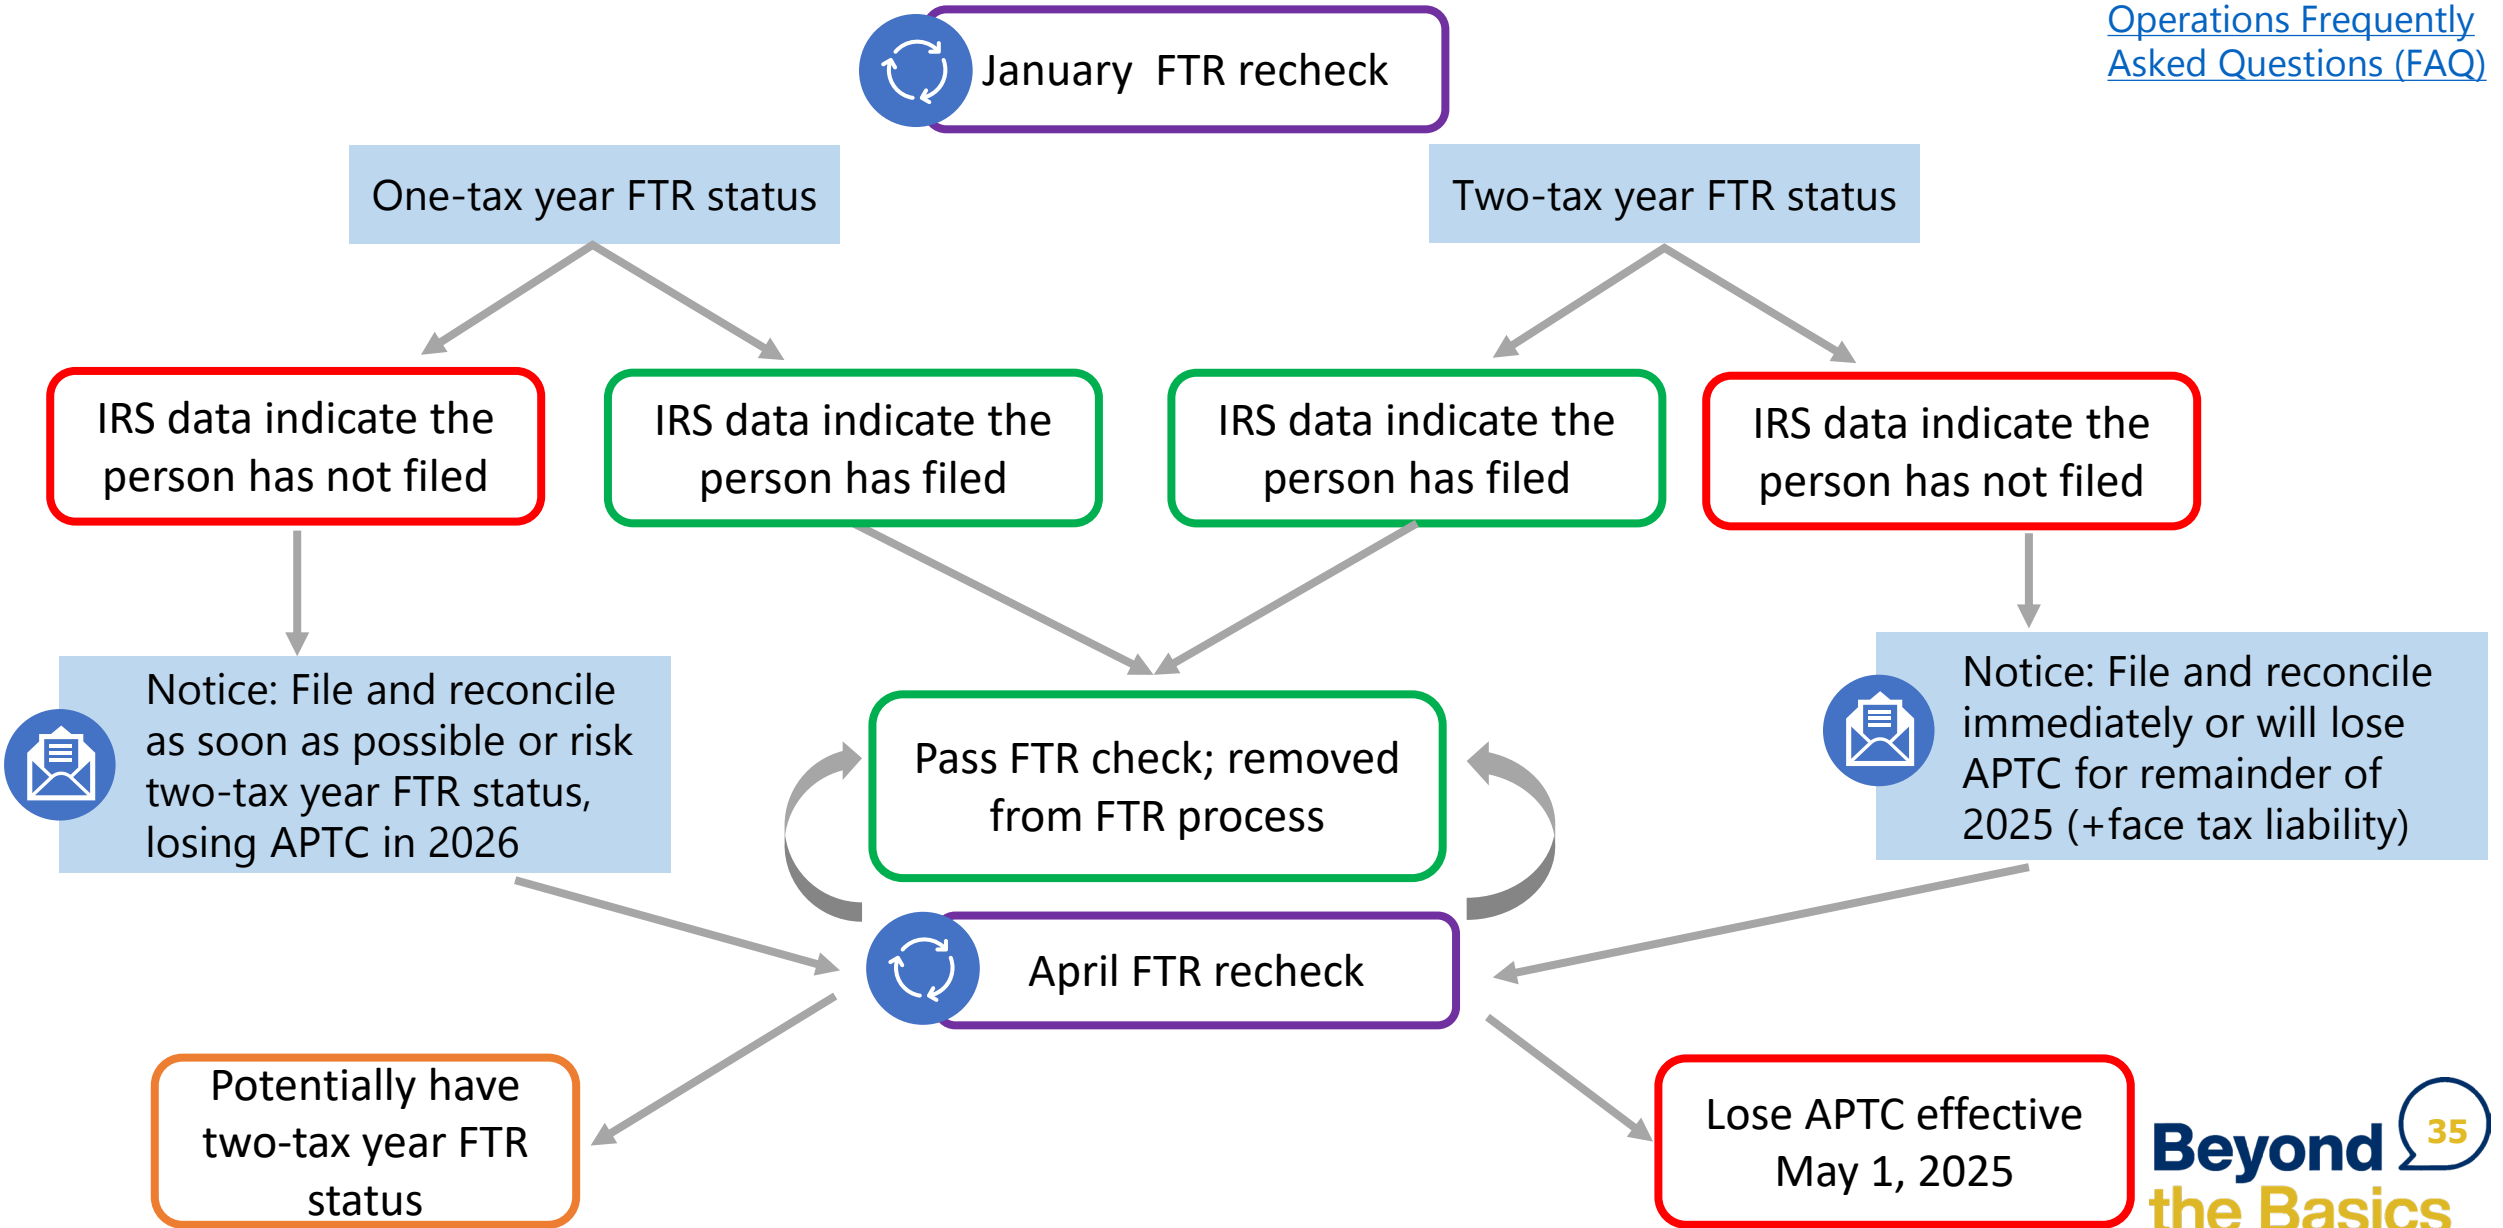 Operations Frequently
Asked Questions (FAQ)
January  FTR recheck
One-tax year FTR status
Two-tax year FTR status
IRS data indicate the
person has not filed
IRS data indicate the
person has filed
IRS data indicate the
person has filed
IRS data indicate the
person has not filed
Notice: File and reconcile
as soon as possible or risk
two-tax year FTR status,
losing APTC in 2026
Pass FTR check; removed
from FTR process
Notice: File and reconcile
immediately or will lose
APTC for remainder of
2025 (+face tax liability)
April FTR recheck
Potentially have
two-tax year FTR
status
Lose APTC effective
May 1, 2025
35
Beyond
the Basics